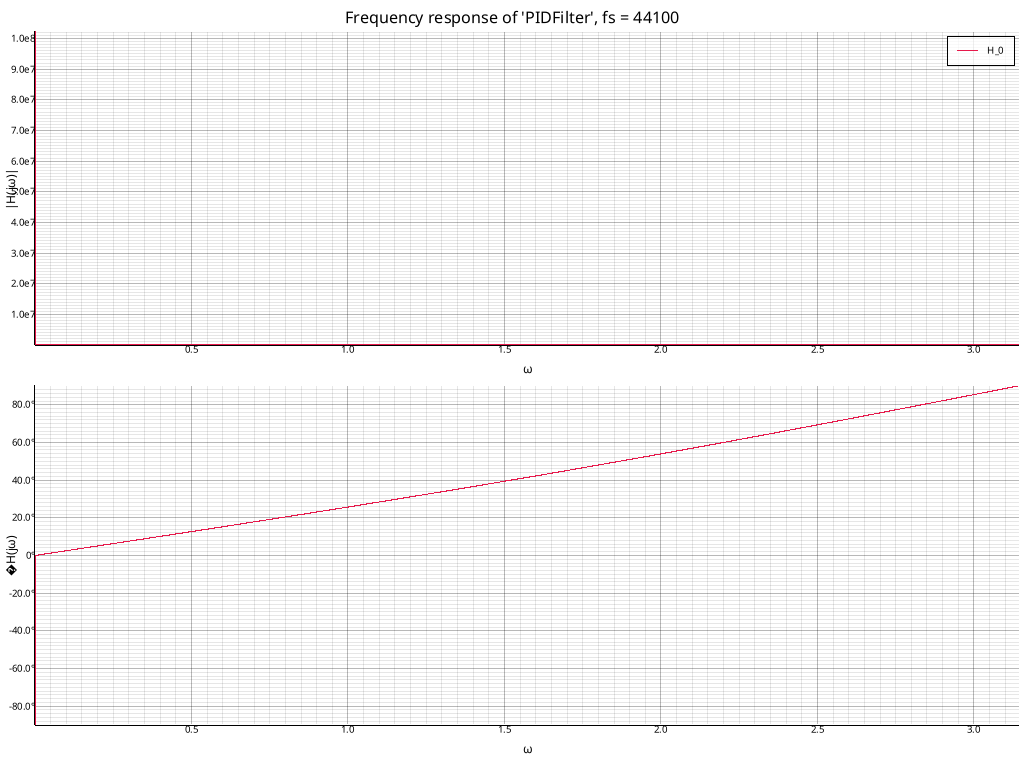 Frequency response of 'PIDFilter', fs = 44100
H_0
1.0e8
9.0e7
8.0e7
7.0e7
6.0e7
5.0e7
4.0e7
3.0e7
2.0e7
1.0e7
|H(jω)|
0.5 1.0 1.5 2.0 2.5 3.0
ω
80.0°
60.0°
40.0°
20.0°
0°
-20.0°
-40.0°
-60.0°
-80.0°
�H(jω)
0.5 1.0 1.5 2.0 2.5 3.0
ω